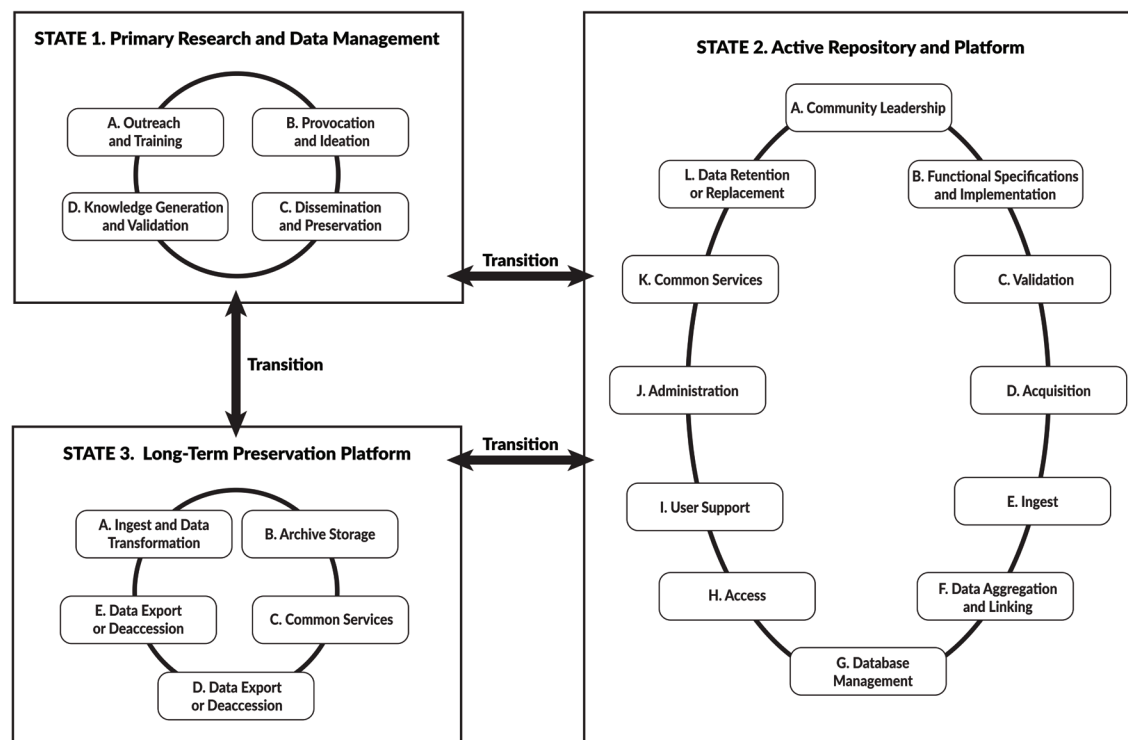 STATE 1. Primary Research and Data Management
A. Outreach
and Training
B. Provocation
and Ideation
D. Knowledge Generation
and Validation
C. Dissemination
and Preservation
Transition
Transition
STATE 3. Long-Term Preservation Platform
A. Ingest and Data
Transformation
B. Archive Storage
E. Data Export
or Deaccession
C. Common Services
D. Data Export
or Deaccession
Transition
STATE 2. Active Repository and Platform
A. Community Leadership
L. Data Retention
or Replacement
B. Functional Specifications
and Implementation
K. Common Services
C. Validation
J. Administration
D. Acquisition
I. User Support
E. Ingest
H. Access
F. Data Aggregation
and Linking
G. Database
Management